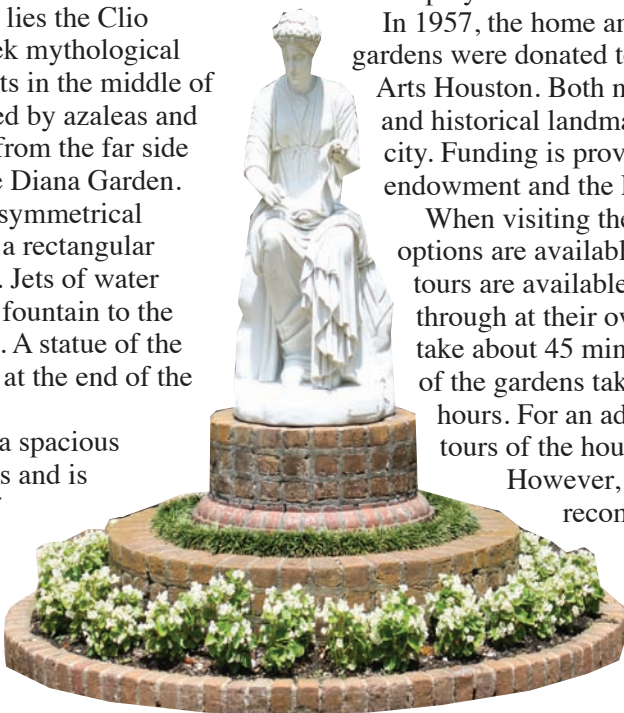 lies the Clio
ek mythological
ts in the middle of
ed by azaleas and
from the far side
e Diana Garden.
symmetrical
a rectangular
. Jets of water
fountain to the
. A statue of the
at the end of the
a spacious
s and is
In 1957, the home an
gardens were donated to
Arts Houston. Both
and historical landma
city. Funding is prov
endowment and the
When visiting the
options are availabl
tours are available
through at their
take about 45 min
of the gardens tak
hours. For an ad
tours of the hou
However,